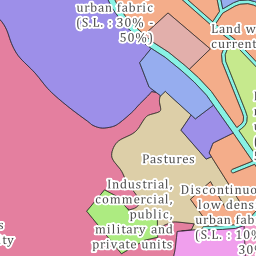 urban fabric
(S.L. : 30% -
50%)
Land w
current
Pastures
Industrial,
commercial,
public,
military and
private units
Discontinuo
low dens
urban fab
(S.L. : 10%
30%
s
ity